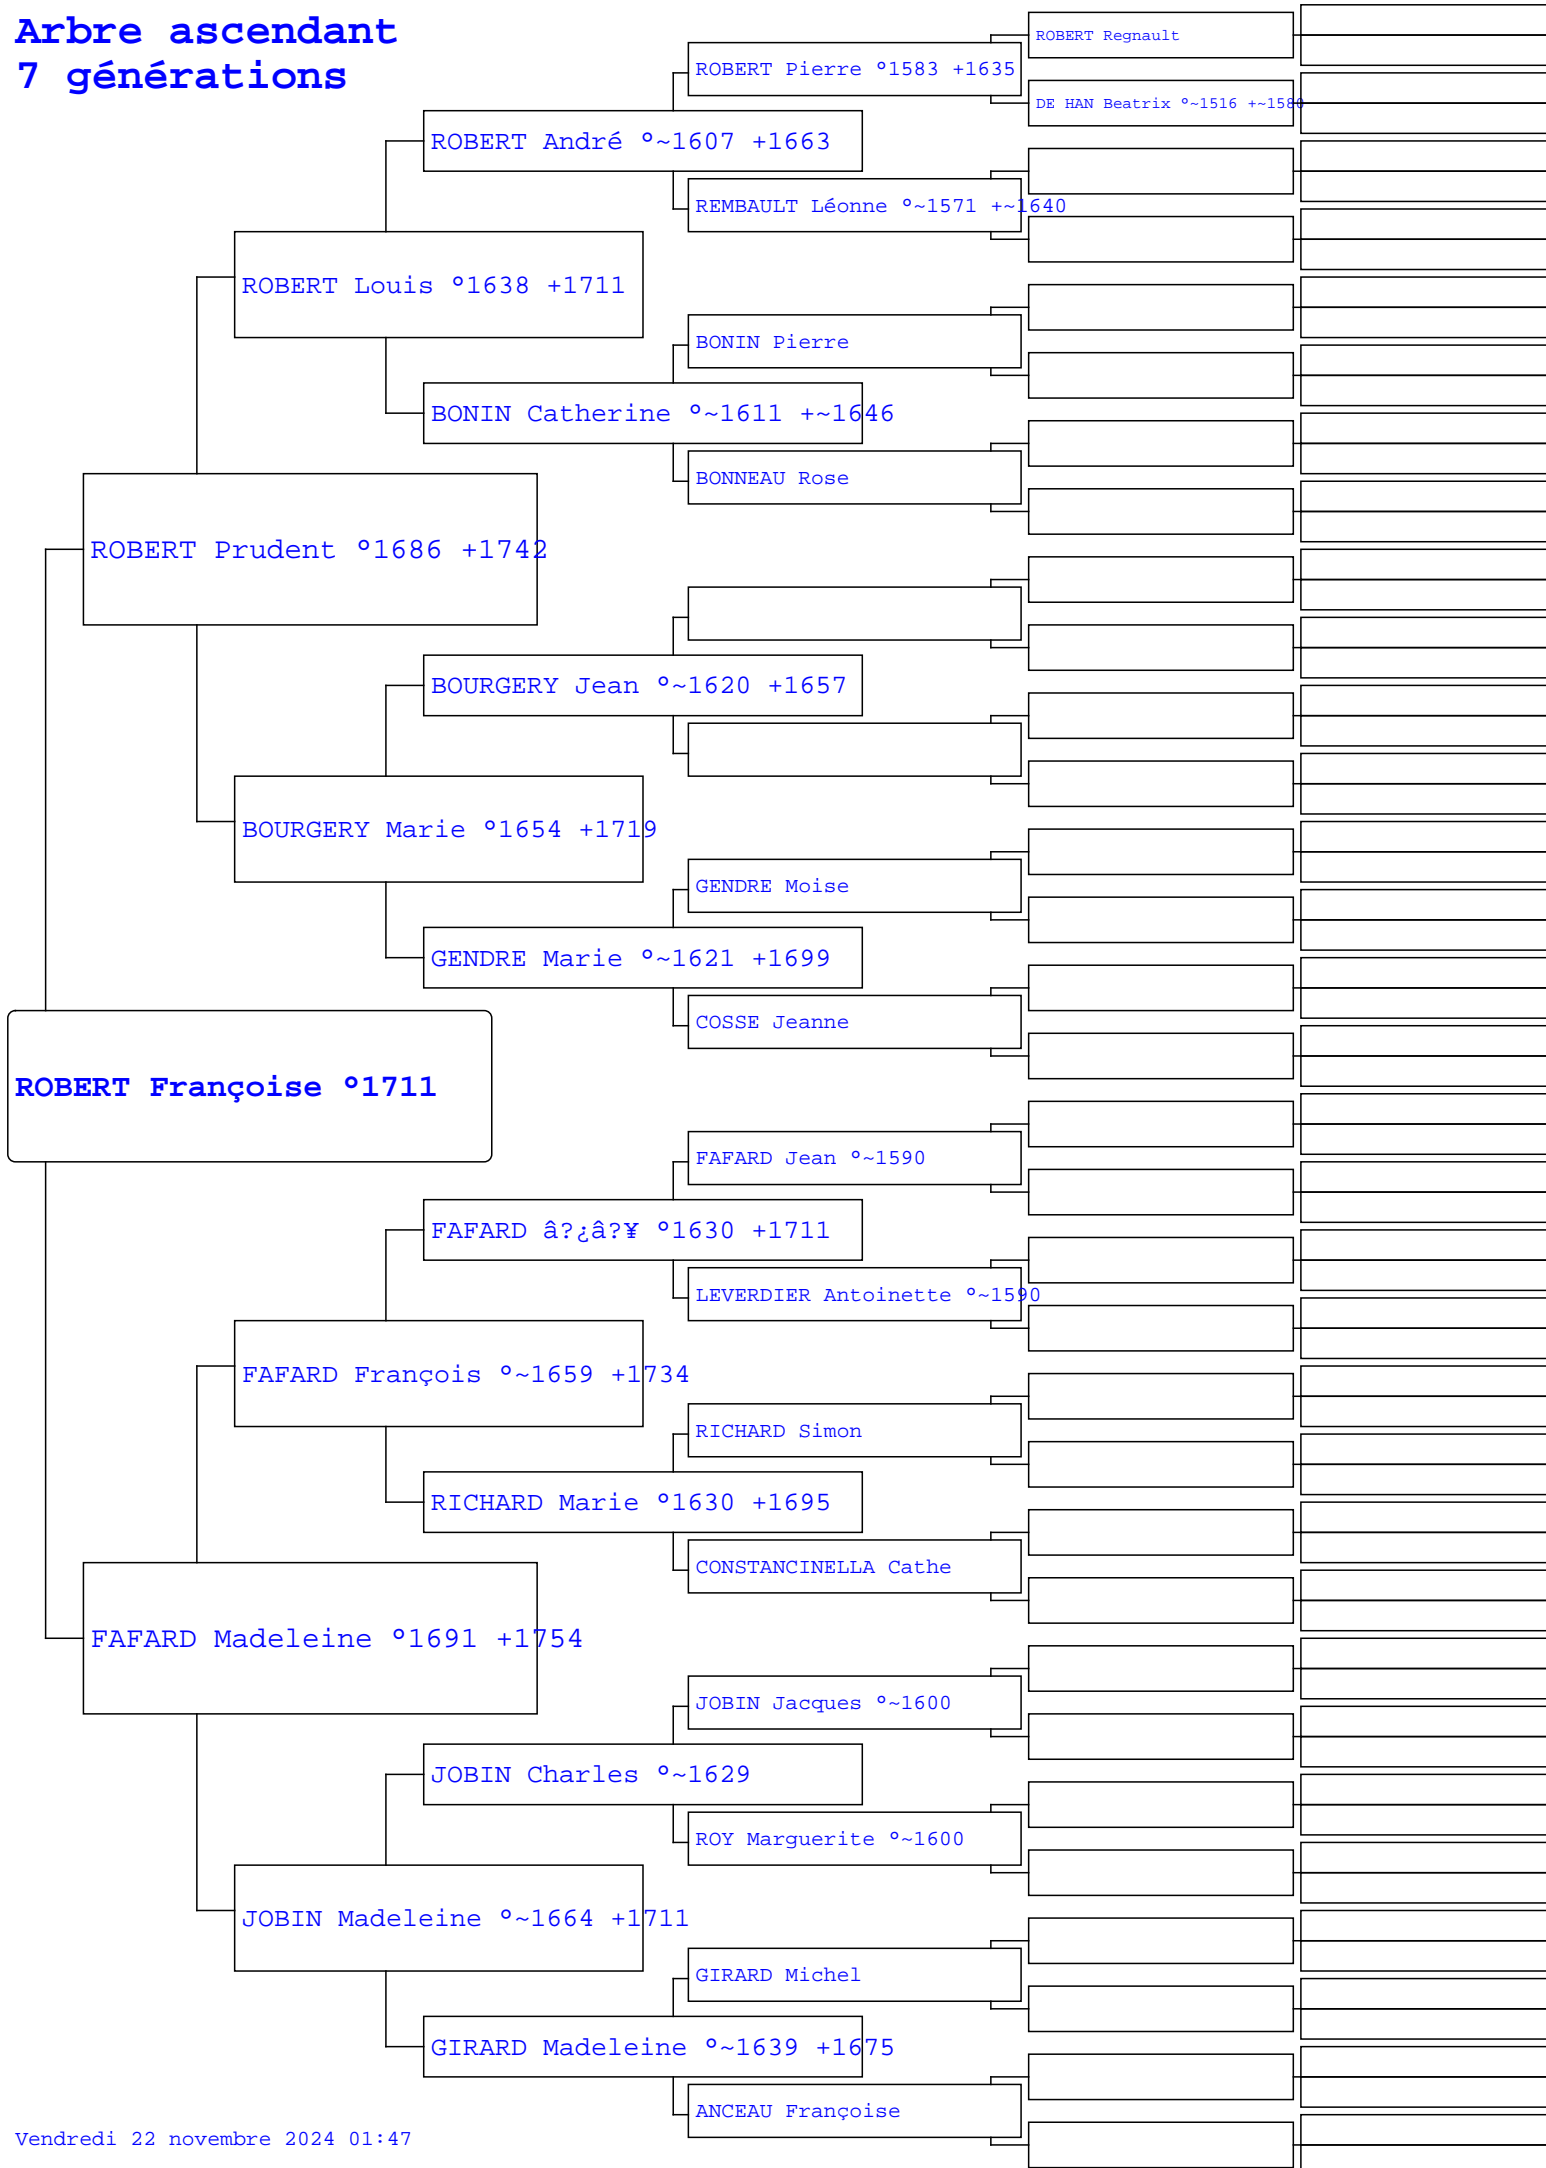 Arbre ascendant
7 générations
ROBERT Regnault
ROBERT Pierre °1583 +1635
DE HAN Beatrix °~1516 +~1580
ROBERT André °~1607 +1663
REMBAULT Léonne °~1571 +~1640
ROBERT Louis °1638 +1711
BONIN Pierre
BONIN Catherine °~1611 +~1646
BONNEAU Rose
ROBERT Prudent °1686 +1742
BOURGERY Jean °~1620 +1657
BOURGERY Marie °1654 +1719
GENDRE Moise
GENDRE Marie °~1621 +1699
COSSE Jeanne
ROBERT Françoise °1711
FAFARD Jean °~1590
FAFARD â?¿â?¥ °1630 +1711
LEVERDIER Antoinette °~1590
FAFARD François °~1659 +1734
RICHARD Simon
RICHARD Marie °1630 +1695
CONSTANCINELLA Cathe
FAFARD Madeleine °1691 +1754
JOBIN Jacques °~1600
JOBIN Charles °~1629
ROY Marguerite °~1600
JOBIN Madeleine °~1664 +1711
GIRARD Michel
GIRARD Madeleine °~1639 +1675
ANCEAU Françoise
Vendredi 22 novembre 2024 01:47